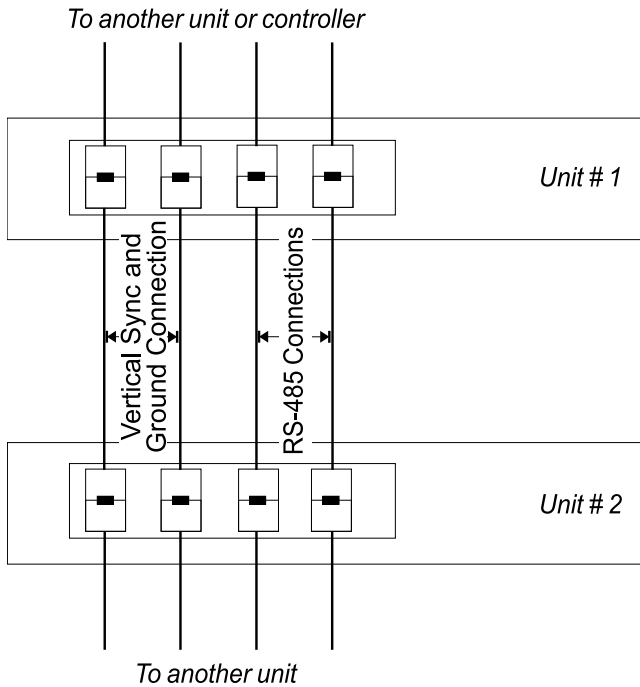 To another unit or controller
Unit # 1
Vertical Sync and
Ground Connection
RS-485 Connections
Unit # 2
To another unit